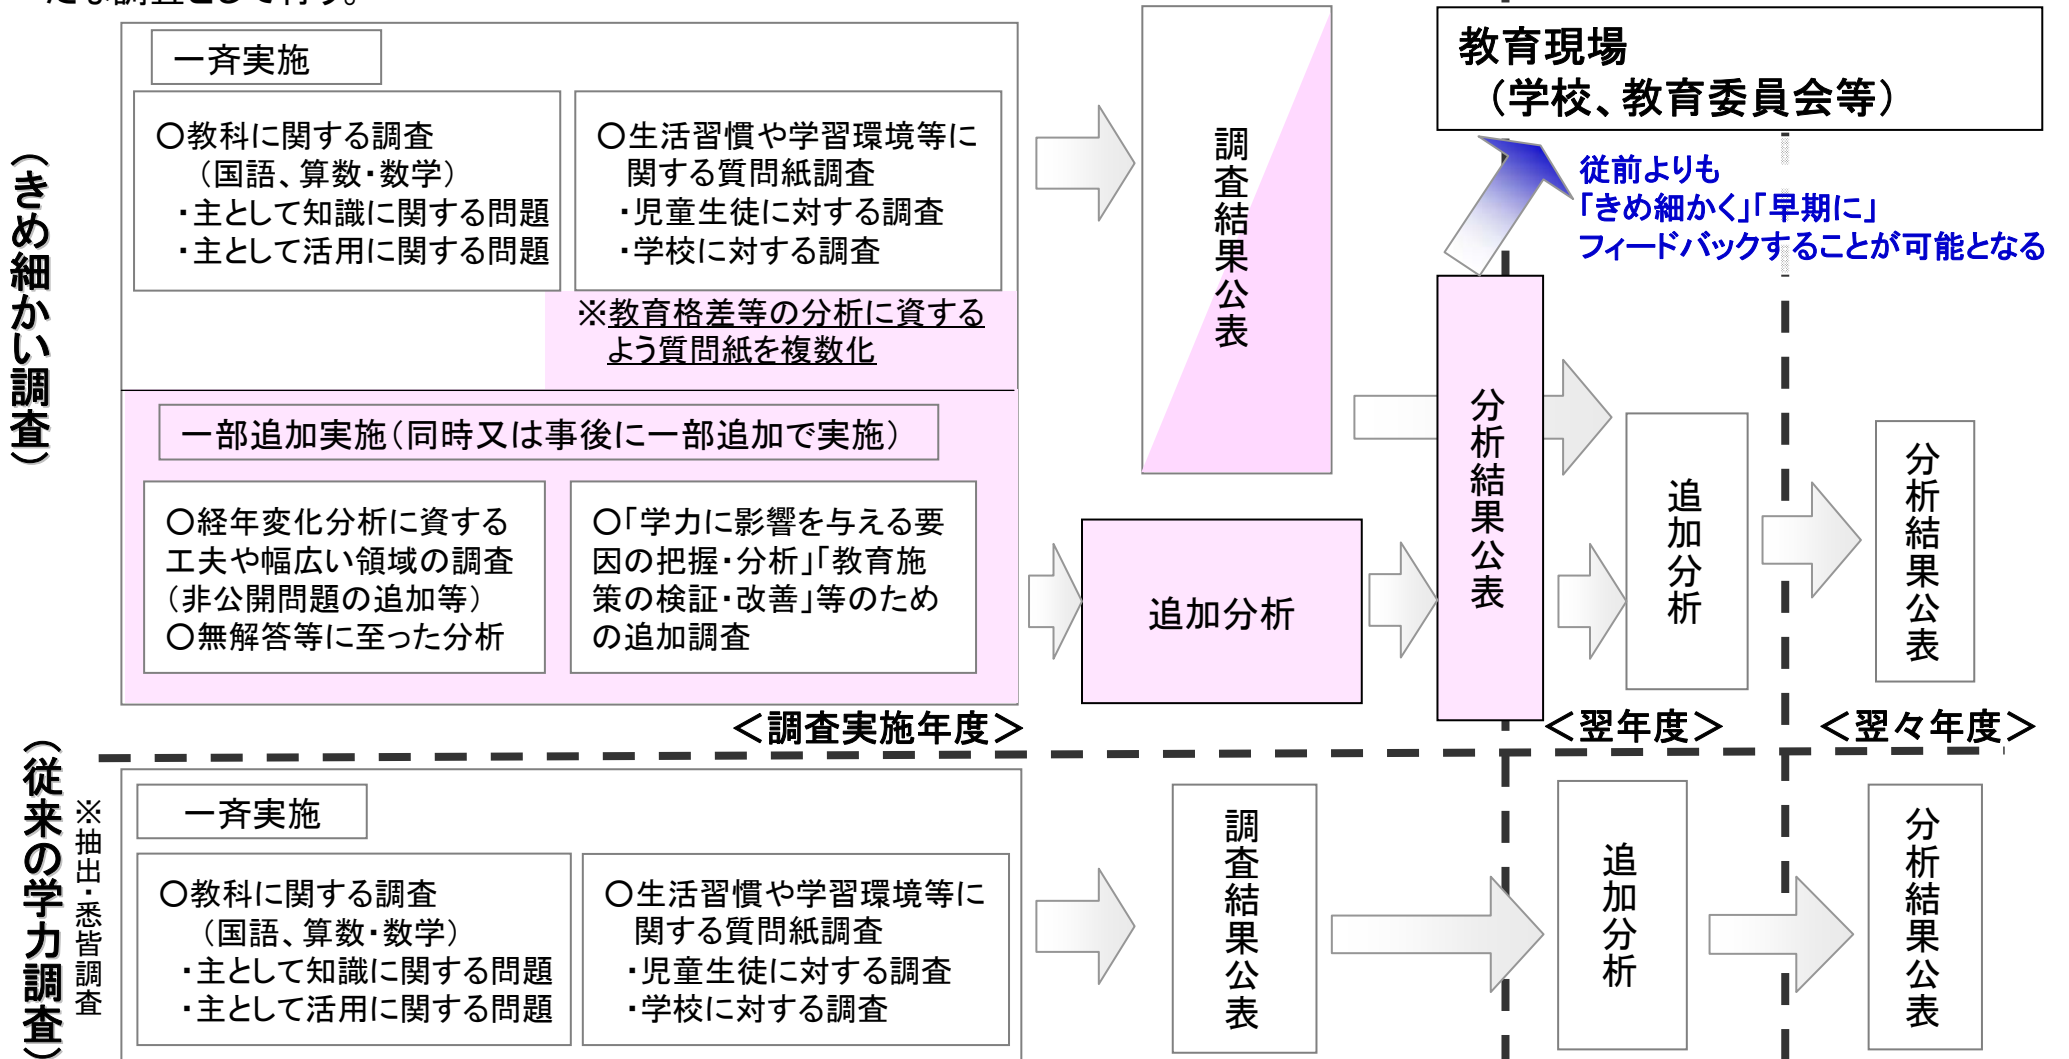 一斉実施
〇教科に関する調査
（国語、算数・数学）
・主として知識に関する問題
・主として活用に関する問題
〇生活習慣や学習環境等に
関する質問紙調査
・児童生徒に対する調査
・学校に対する調査
※教育格差等の分析に資する
よう質問紙を複数化
（きめ細かい調査）
一部追加実施（同時又は事後に一部追加で実施）
〇経年変化分析に資する
工夫や幅広い領域の調査
（非公開問題の追加等）
〇無解答等に至った分析
〇「学力に影響を与える要
因の把握・分析」「教育施
策の検証・改善」等のため
の追加調査
調査結果公表
追加分析
分析結果公表
教育現場
（学校、教育委員会等）
従前よりも
「きめ細かく」「早期に」
フィードバックすることが可能となる
追加分析
分析結果公表
＜調査実施年度＞
＜翌年度＞
＜翌々年度＞
（従来の学力調査）
※抽出・悉皆調査
一斉実施
〇教科に関する調査
（国語、算数・数学）
・主として知識に関する問題
・主として活用に関する問題
〇生活習慣や学習環境等に
関する質問紙調査
・児童生徒に対する調査
・学校に対する調査
調査結果公表
追加分析
分析結果公表